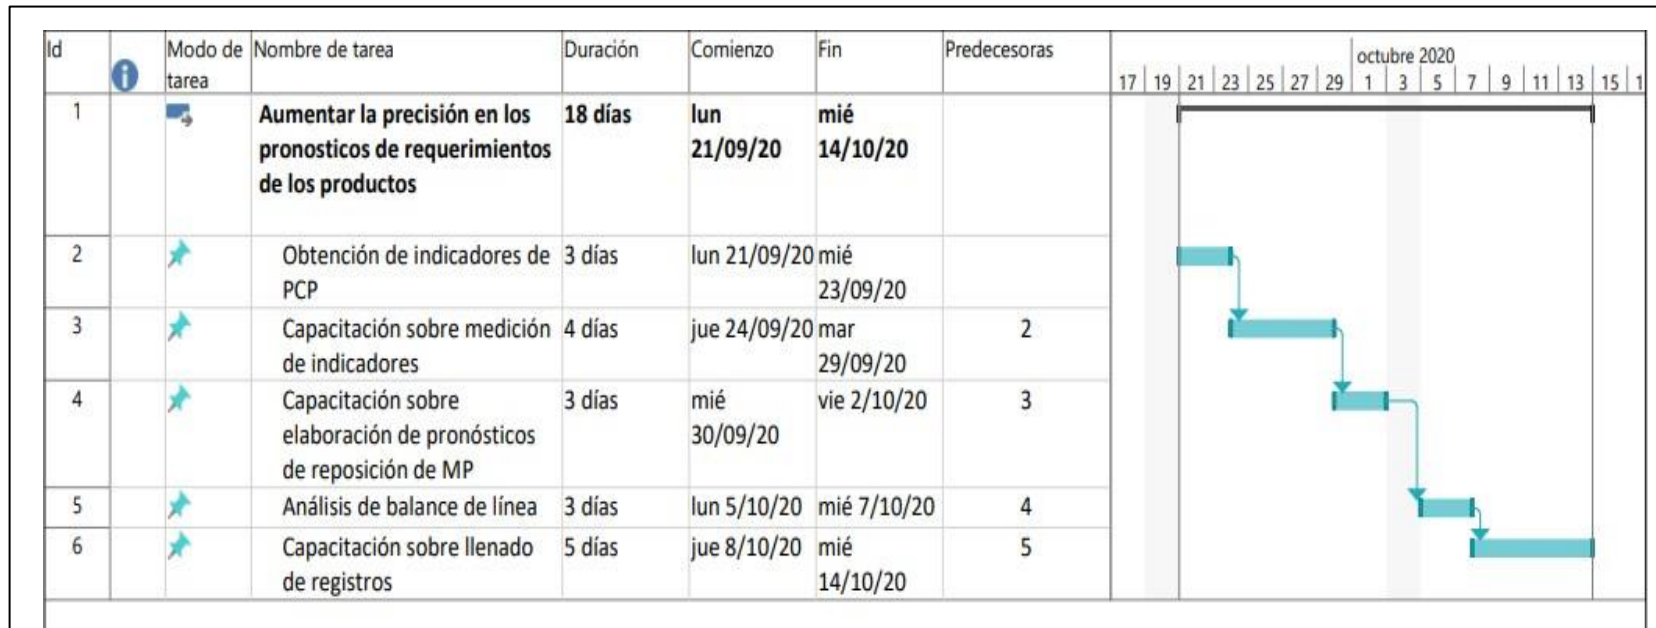 Id Modo de Nombre de tarea Duración Comienzo Fin Predecesoras
tarea
octubre 2020
17 19 21 23 25 27 29 1 3 5 7 9 11 13 15 1
1 Aumentar la precisión en los 18 días lun mié
pronosticos de requerimientos 21/09/20 14/10/20
de los productos
2 Obtención de indicadores de 3 días lun 21/09/20 mié
PCP 23/09/20
3 Capacitación sobre medición 4 días jue 24/09/20 mar 2
de indicadores 29/09/20
4 Capacitación sobre 3 días mié vie 2/10/20 3
elaboración de pronósticos 30/09/20
de reposición de MP
5 Análisis de balance de línea 3 días lun 5/10/20 mié 7/10/20 4
6 Capacitación sobre llenado 5 días jue 8/10/20 mié 5
de registros 14/10/20